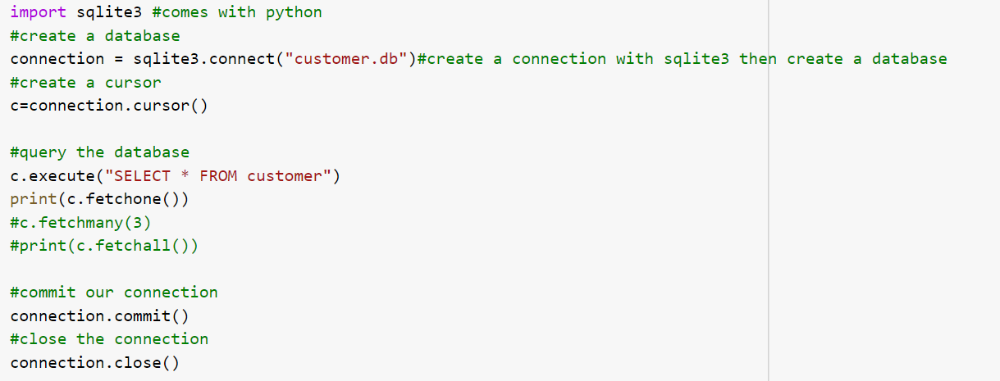 import sqlite3 #comes with python
#create a database
connection = sqlite3.connect("customer.db")#create a connection with sqlite3 then create a database
#create a cursor
c=connection.cursor()
#query the database
c.execute("SELECT * FROM customer")
print(c.fetchone())
#c.fetchmany(3)
#print(c.fetchall())
#commit our connection
connection.commit()
#close the connection
connection.close()